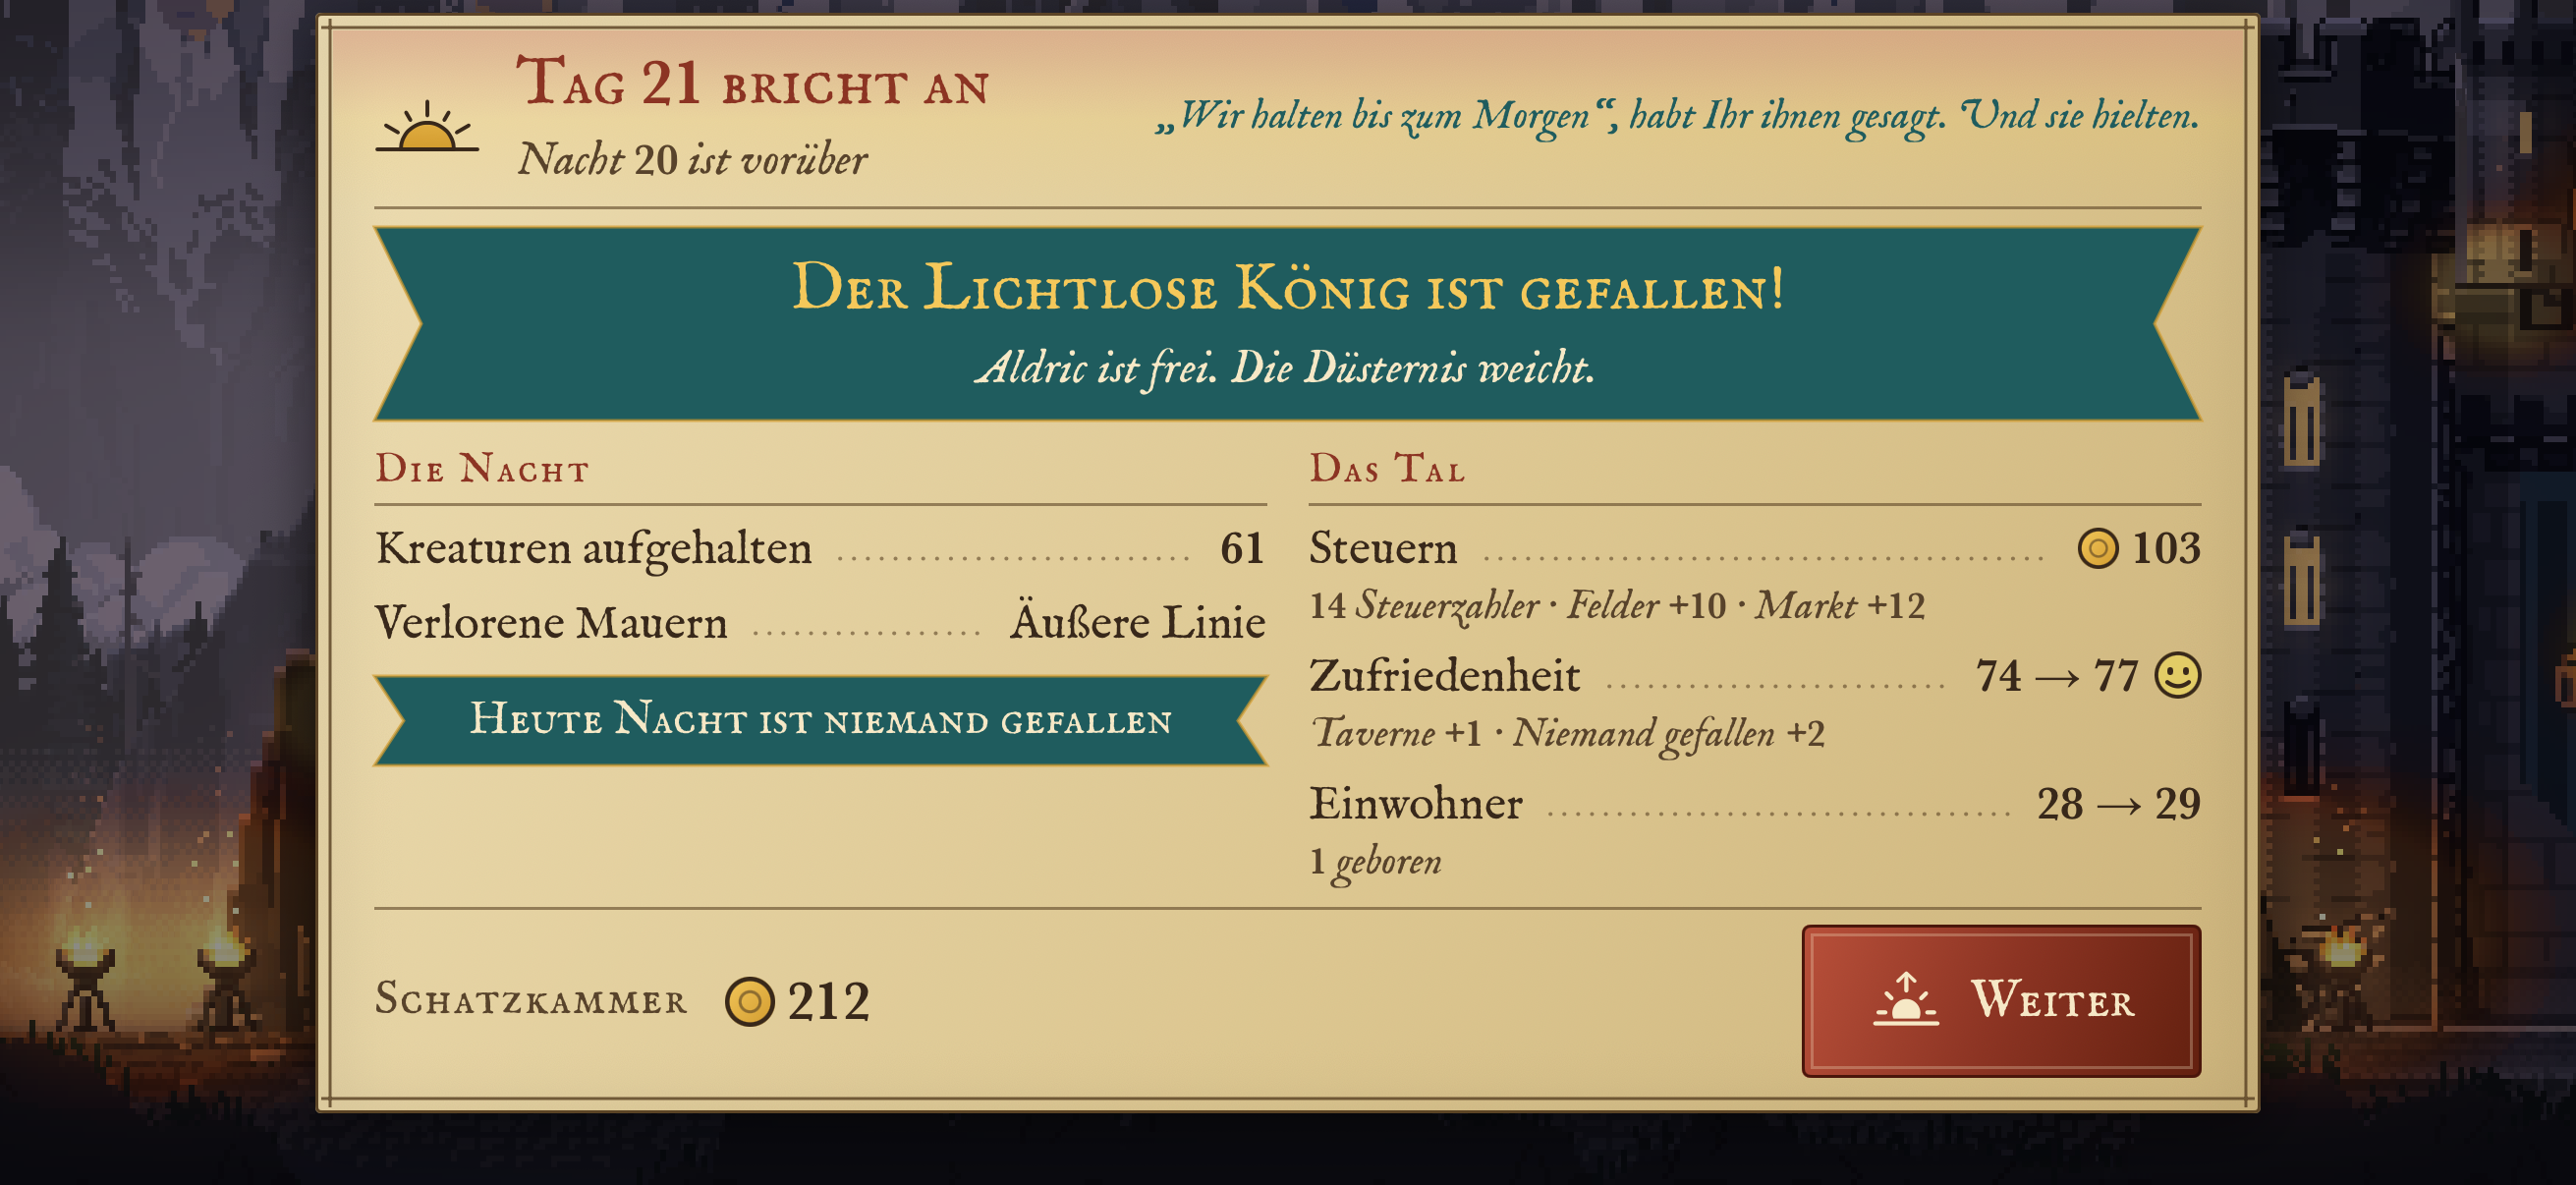 Tag 21 bricht an
Nacht 20 ist vorüber
„Wir halten bis zum Morgen“, habt Ihr ihnen gesagt. Und sie hielten.
Der Lichtlose König ist gefallen!
Aldric ist frei. Die Düsternis weicht.
Die Nacht
Kreaturen aufgehalten 61
Verlorene Mauern Äußere Linie
Heute Nacht ist niemand gefallen
Das Tal
Steuern 103
14 Steuerzahler · Felder +10 · Markt +12
Zufriedenheit 74 → 77
Taverne +1 · Niemand gefallen +2
Einwohner 28 → 29
1 geboren
Schatzkammer 212
Weiter